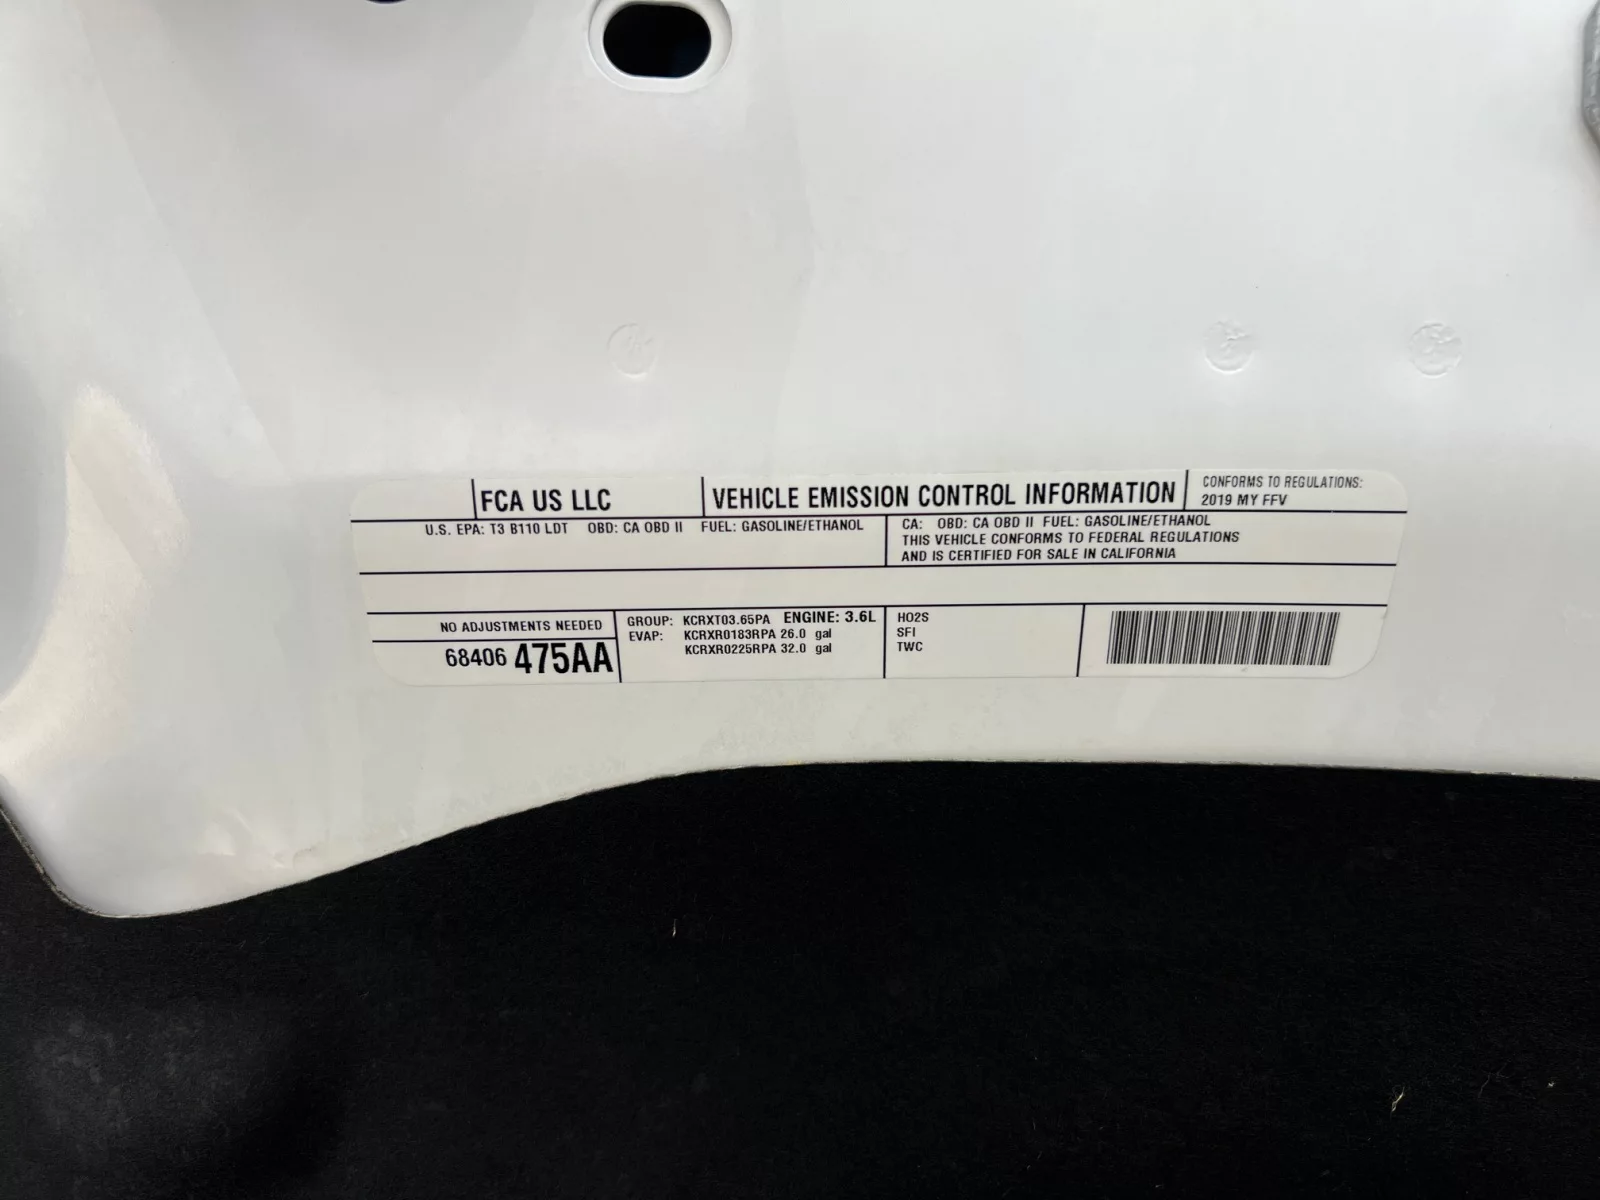 FCA US LLC
VEHICLE EMISSION CONTROL INFORMATION
CONFORMS TO REGULATIONS:
2019 MY FFV
U.S. EPA: T3 B110 LDT OBD: CA OBD II FUEL: GASOLINE/ETHANOL
CA: OBD: CA OBD II FUEL: GASOLINE/ETHANOL
THIS VEHICLE CONFORMS TO FEDERAL REGULATIONS
AND IS CERTIFIED FOR SALE IN CALIFORNIA
NO ADJUSTMENTS NEEDED
68406 475AA
GROUP: KCRXT03.65PA ENGINE: 3.6L
EVAP: KCRXR0183RPA 26.0 gal
KCRXR0225RPA 32.0 gal
HO2S
SFI
TWC